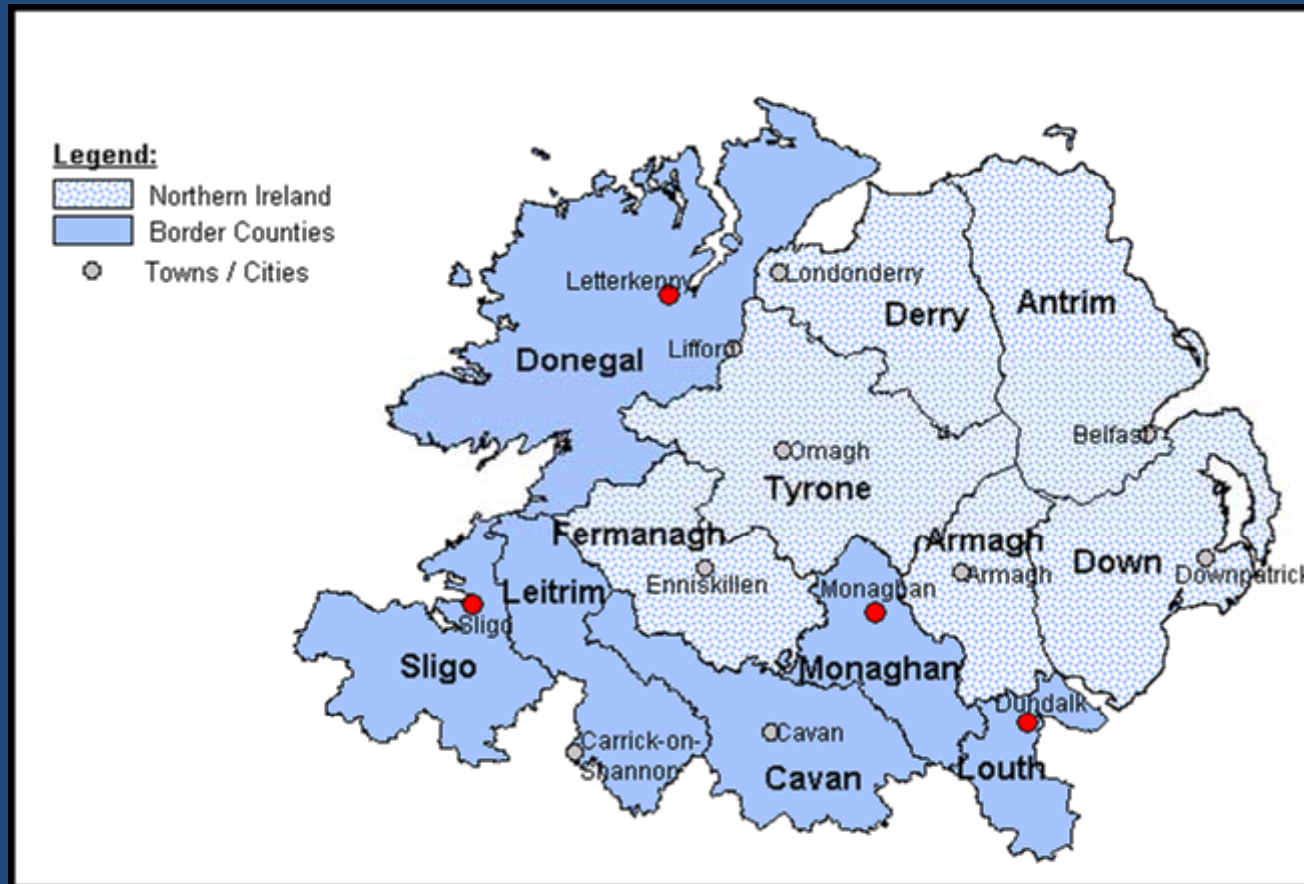 Legend:
Northern Ireland
Border Counties
Towns / Cities
Letterkenny
Londonderry
Derry
Antrim
Lifford
Donegal
Belfast
Omagh
Tyrone
Fermanagh
Armagh
Down
Enniskillen
Armagh
Downpatrick
Leitrim
Monaghan
Sligo
Sligo
Monaghan
Dundalk
Carrick-on-
Shannon
Cavan
Cavan
Louth